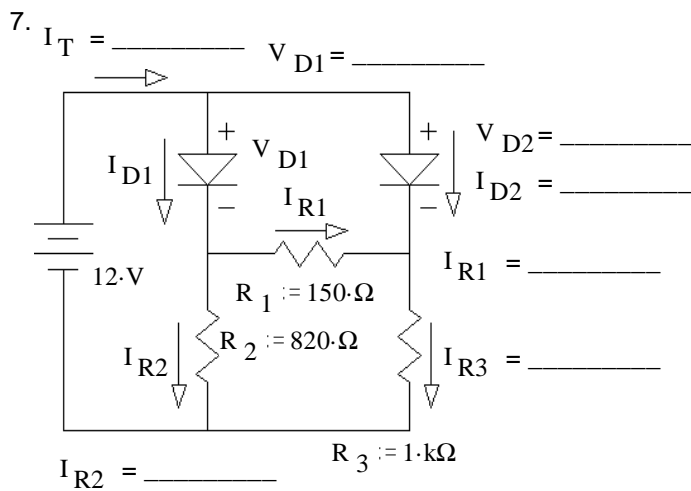 7. I_T = _________
V_D1 = _________
+
+
V_D2 = _________
I_D1
V_D1
I_D2 = _________
−
I_R1
−
12·V
I_R1 = _________
R_1 := 150·Ω
R_2 := 820·Ω
I_R2
I_R3 = _________
R_3 := 1·kΩ
I_R2 = _________